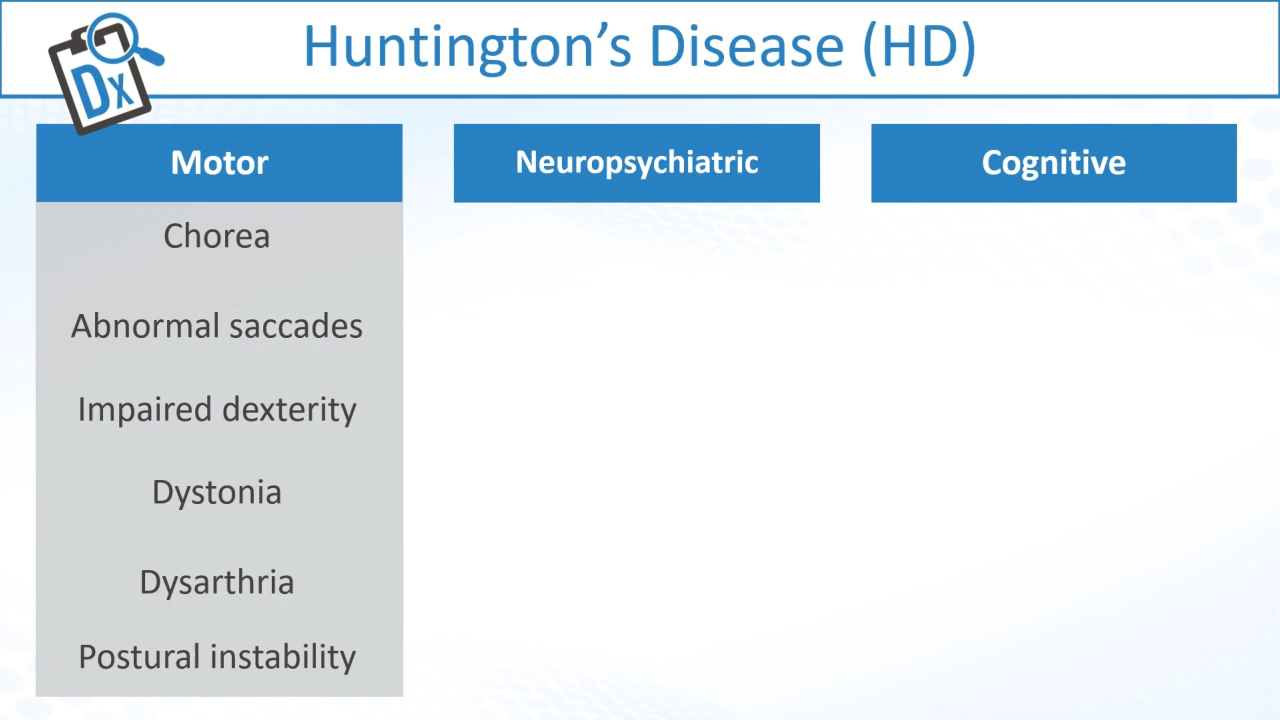 Huntington’s Disease (HD)
Dx
Motor
Neuropsychiatric
Cognitive
Chorea
Abnormal saccades
Impaired dexterity
Dystonia
Dysarthria
Postural instability